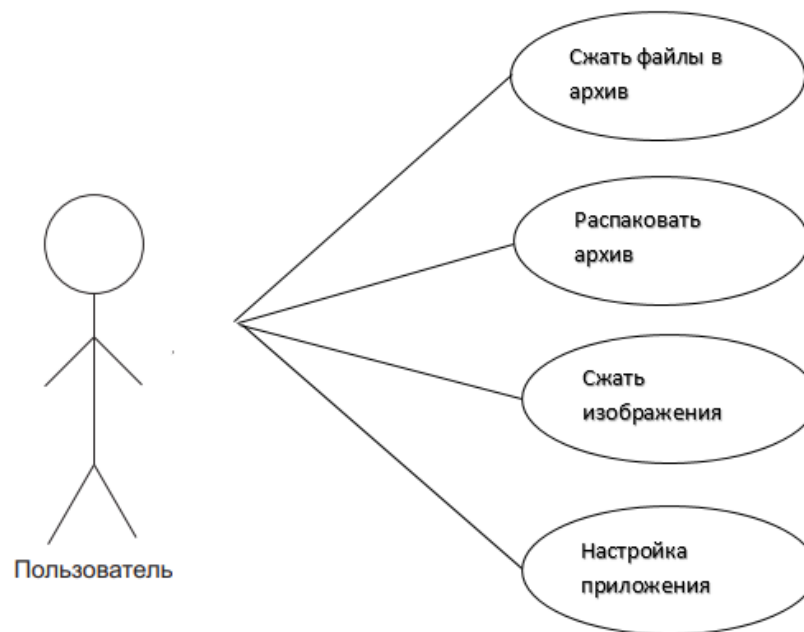 Сжать файлы в
архив
Распаковать
архив
Сжать
изображения
Настройка
приложения
Пользователь